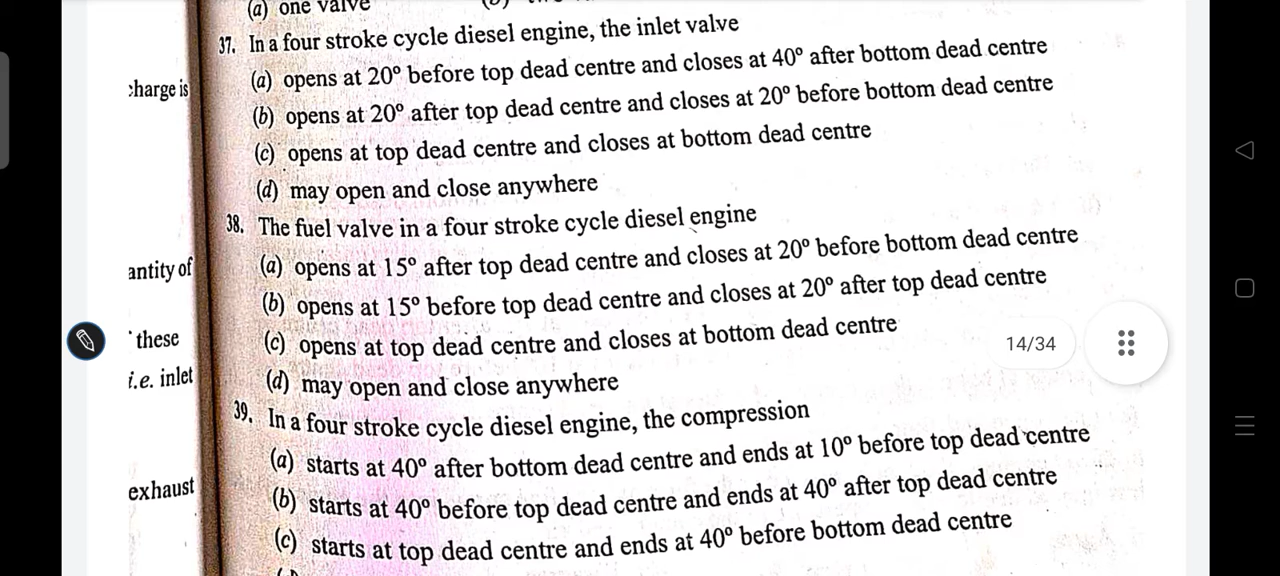 (a) one valve
37. In a four stroke cycle diesel engine, the inlet valve
(a) opens at 20° before top dead centre and closes at 40° after bottom dead centre
charge is
(b) opens at 20° after top dead centre and closes at 20° before bottom dead centre
(c) opens at top dead centre and closes at bottom dead centre
(d) may open and close anywhere
38. The fuel valve in a four stroke cycle diesel engine
antity of
(a) opens at 15° after top dead centre and closes at 20° before bottom dead centre
(b) opens at 15° before top dead centre and closes at 20° after top dead centre
these
(c) opens at top dead centre and closes at bottom dead centre
14/34
i.e. inlet
(d) may open and close anywhere
39. In a four stroke cycle diesel engine, the compression
(a) starts at 40° after bottom dead centre and ends at 10° before top dead centre
exhaust
(b) starts at 40° before top dead centre and ends at 40° after top dead centre
(c) starts at top dead centre and ends at 40° before bottom dead centre